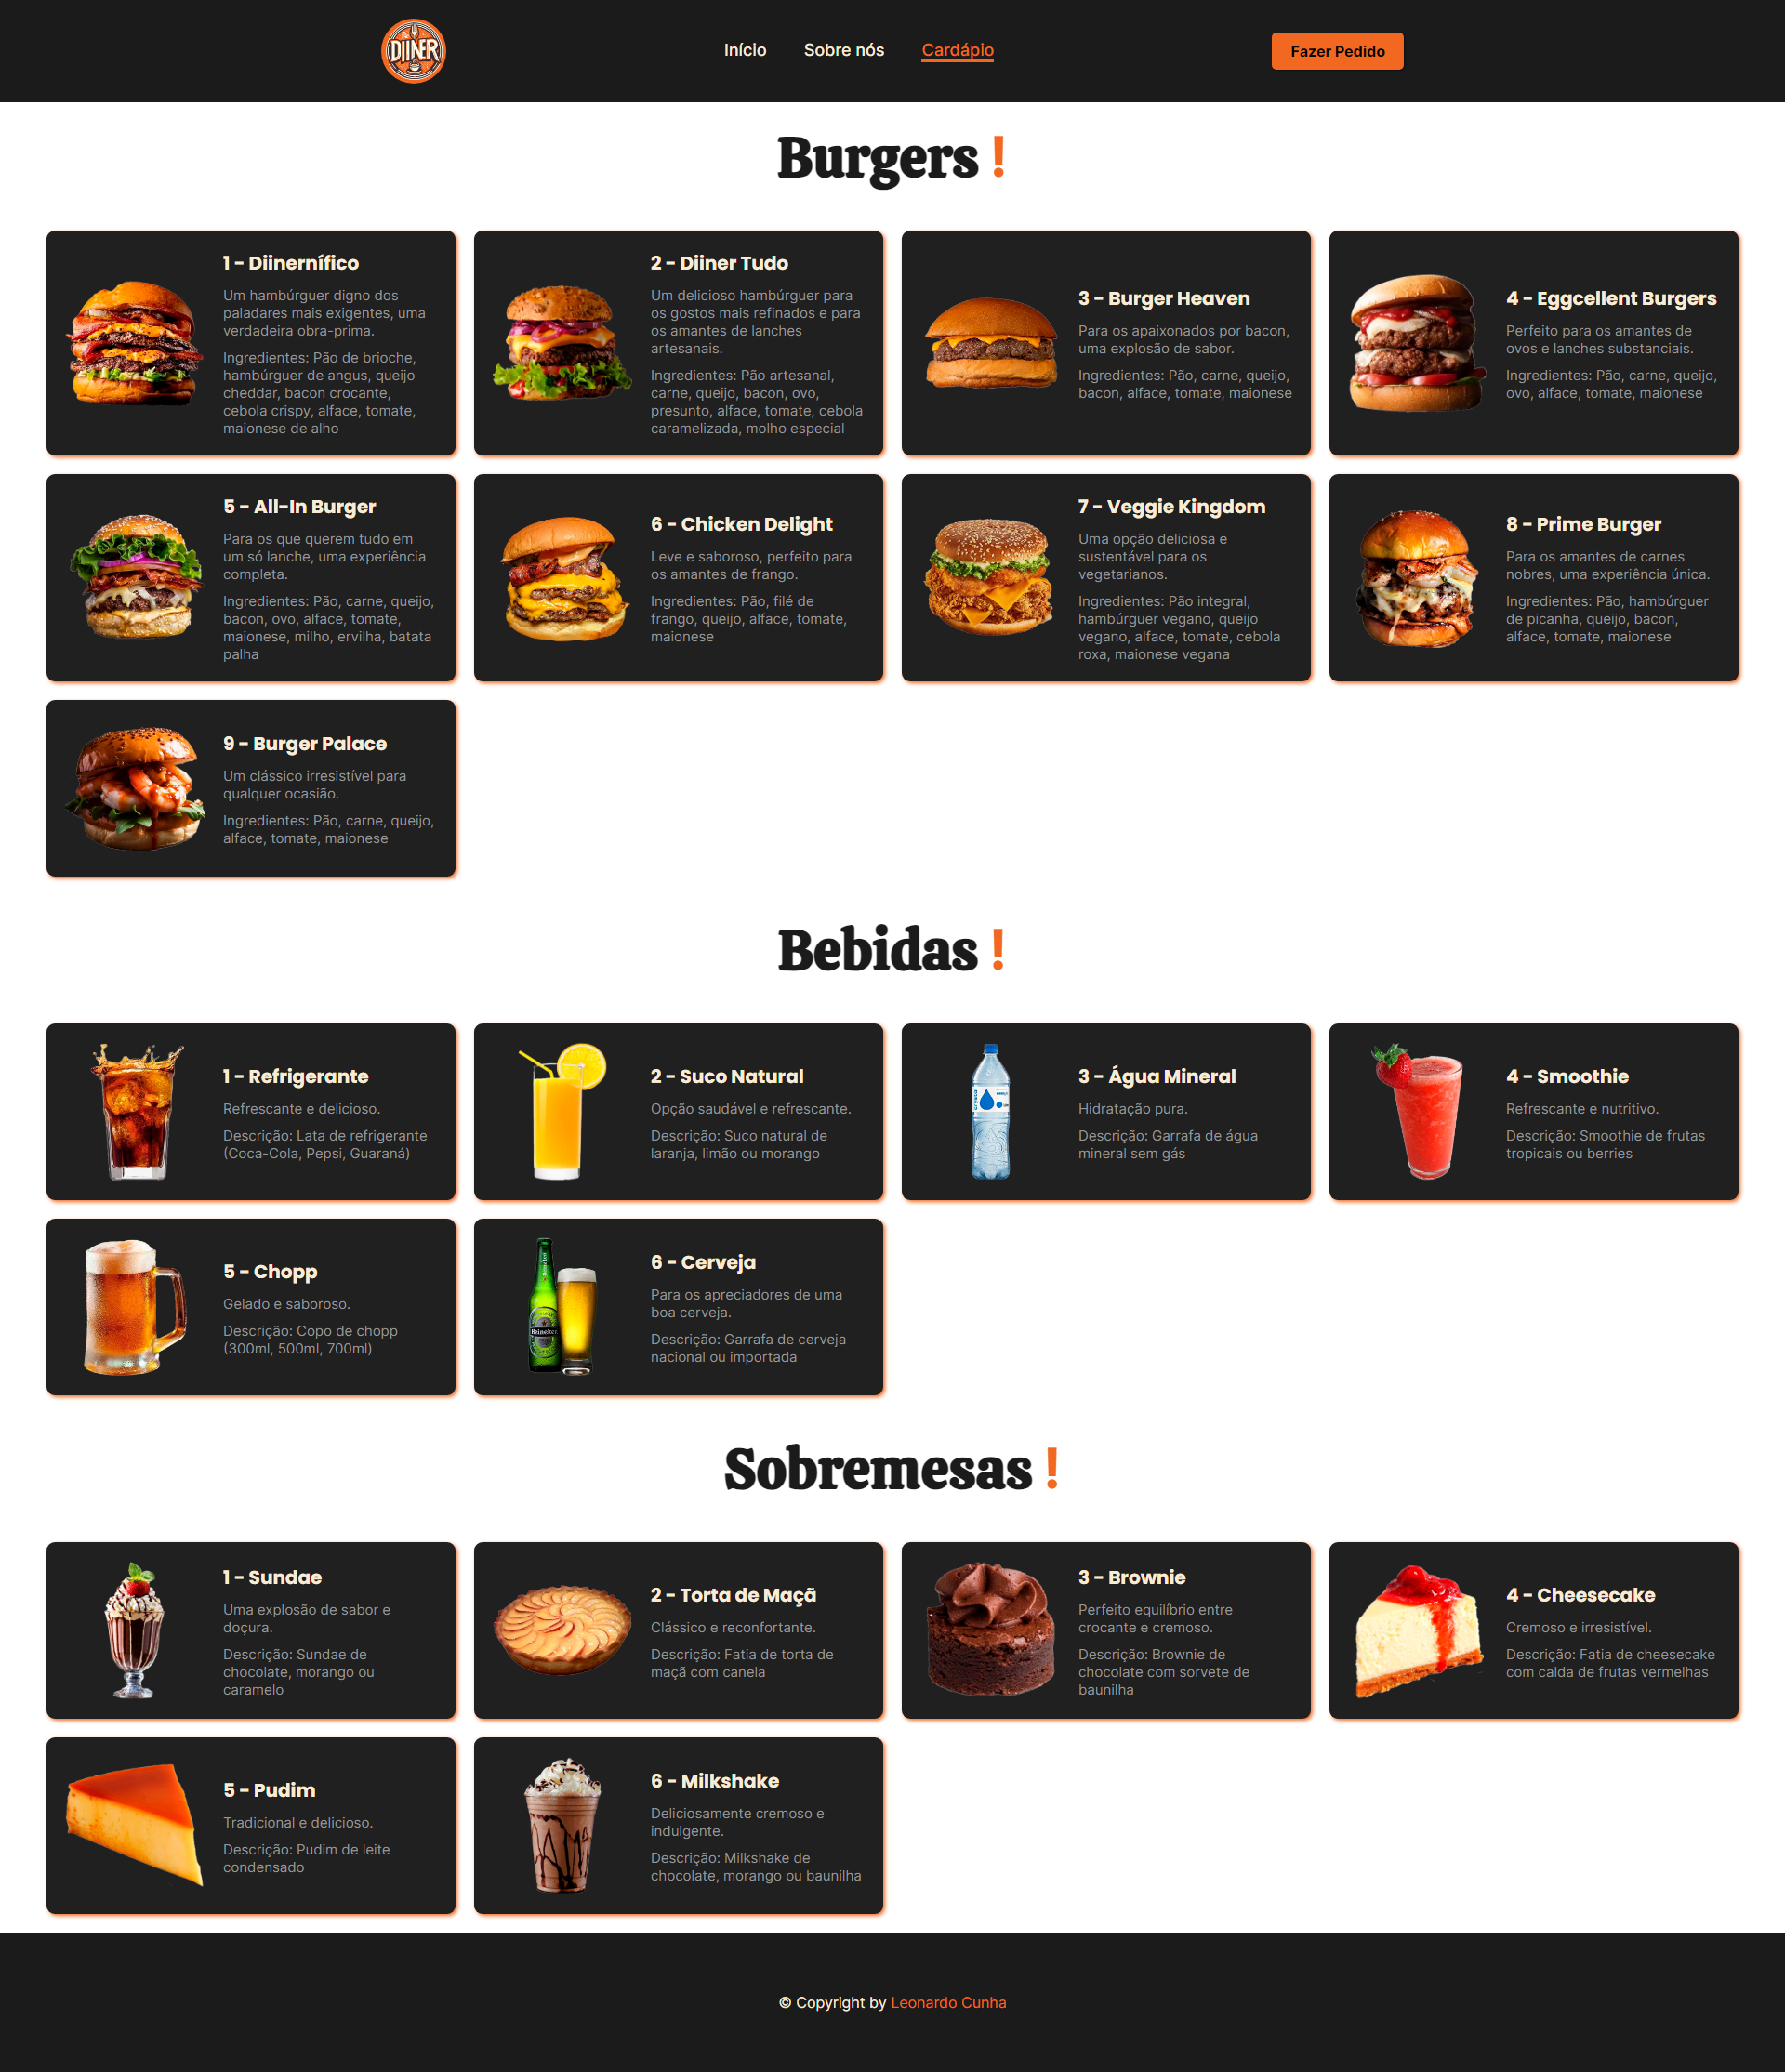 DIINER
Início
Sobre nós
Cardápio
Fazer Pedido
Burgers !
1 - Diinernífico
Um hambúrguer digno dos
paladares mais exigentes, uma
verdadeira obra-prima.
Ingredientes: Pão de brioche,
hambúrguer de angus, queijo
cheddar, bacon crocante,
cebola crispy, alface, tomate,
maionese de alho
2 - Diiner Tudo
Um delicioso hambúrguer para
os gostos mais refinados e para
os amantes de lanches
artesanais.
Ingredientes: Pão artesanal,
carne, queijo, bacon, ovo,
presunto, alface, tomate, cebola
caramelizada, molho especial
3 - Burger Heaven
Para os apaixonados por bacon,
uma explosão de sabor.
Ingredientes: Pão, carne, queijo,
bacon, alface, tomate, maionese
4 - Eggcellent Burgers
Perfeito para os amantes de
ovos e lanches substanciais.
Ingredientes: Pão, carne, queijo,
ovo, alface, tomate, maionese
5 - All-In Burger
Para os que querem tudo em
um só lanche, uma experiência
completa.
Ingredientes: Pão, carne, queijo,
bacon, ovo, alface, tomate,
maionese, milho, ervilha, batata
palha
6 - Chicken Delight
Leve e saboroso, perfeito para
os amantes de frango.
Ingredientes: Pão, filé de
frango, queijo, alface, tomate,
maionese
7 - Veggie Kingdom
Uma opção deliciosa e
sustentável para os
vegetarianos.
Ingredientes: Pão integral,
hambúrguer vegano, queijo
vegano, alface, tomate, cebola
roxa, maionese vegana
8 - Prime Burger
Para os amantes de carnes
nobres, uma experiência única.
Ingredientes: Pão, hambúrguer
de picanha, queijo, bacon,
alface, tomate, maionese
9 - Burger Palace
Um clássico irresistível para
qualquer ocasião.
Ingredientes: Pão, carne, queijo,
alface, tomate, maionese
Bebidas !
1 - Refrigerante
Refrescante e delicioso.
Descrição: Lata de refrigerante
(Coca-Cola, Pepsi, Guaraná)
2 - Suco Natural
Opção saudável e refrescante.
Descrição: Suco natural de
laranja, limão ou morango
3 - Água Mineral
Hidratação pura.
Descrição: Garrafa de água
mineral sem gás
4 - Smoothie
Refrescante e nutritivo.
Descrição: Smoothie de frutas
tropicais ou berries
5 - Chopp
Gelado e saboroso.
Descrição: Copo de chopp
(300ml, 500ml, 700ml)
Heineken
6 - Cerveja
Para os apreciadores de uma
boa cerveja.
Descrição: Garrafa de cerveja
nacional ou importada
Sobremesas !
1 - Sundae
Uma explosão de sabor e
doçura.
Descrição: Sundae de
chocolate, morango ou
caramelo
2 - Torta de Maçã
Clássico e reconfortante.
Descrição: Fatia de torta de
maçã com canela
3 - Brownie
Perfeito equilíbrio entre
crocante e cremoso.
Descrição: Brownie de
chocolate com sorvete de
baunilha
4 - Cheesecake
Cremoso e irresistível.
Descrição: Fatia de cheesecake
com calda de frutas vermelhas
5 - Pudim
Tradicional e delicioso.
Descrição: Pudim de leite
condensado
6 - Milkshake
Deliciosamente cremoso e
indulgente.
Descrição: Milkshake de
chocolate, morango ou baunilha
© Copyright by Leonardo Cunha